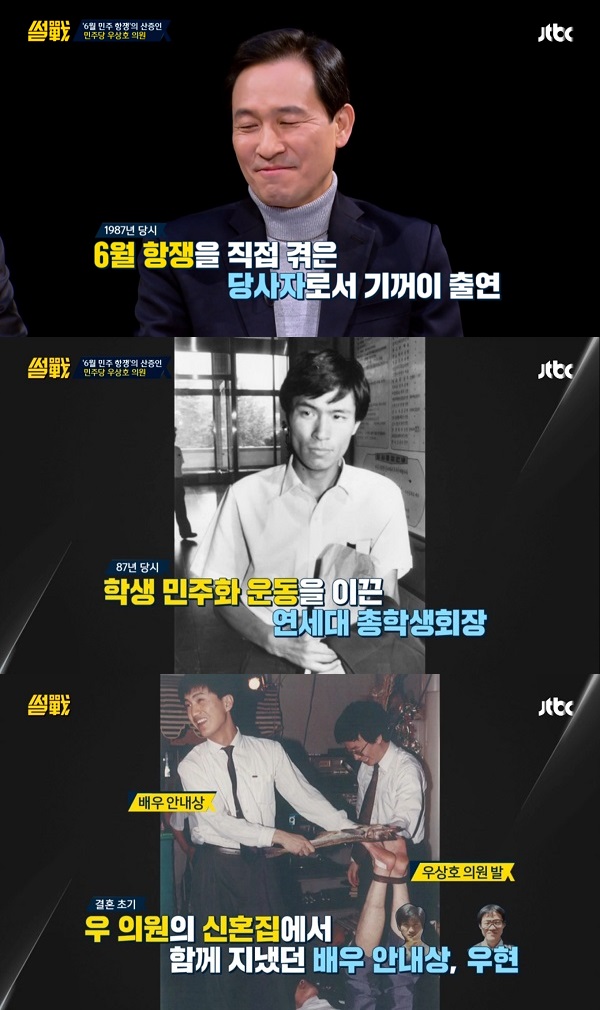 썰戰
'6월 민주 항쟁'의 산증인
민주당 우상호 의원
jtbc
1987년 당시
6월 항쟁을 직접 겪은
당사자로서 기꺼이 출연
썰戰
'6월 민주 항쟁'의 산증인
민주당 우상호 의원
jtbc
87년 당시
학생 민주화 운동을 이끈
연세대 총학생회장
썰戰
jtbc
배우 안내상
우상호 의원 발
결혼 초기
우 의원의 신혼집에서
함께 지냈던 배우 안내상, 우현